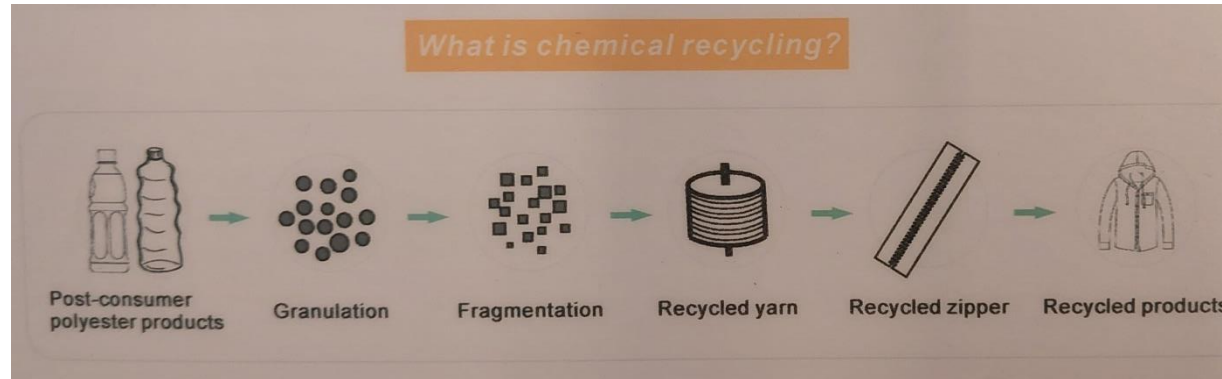 What is chemical recycling?
Post-consumer
polyester products
Granulation
Fragmentation
Recycled yarn
Recycled zipper
Recycled products